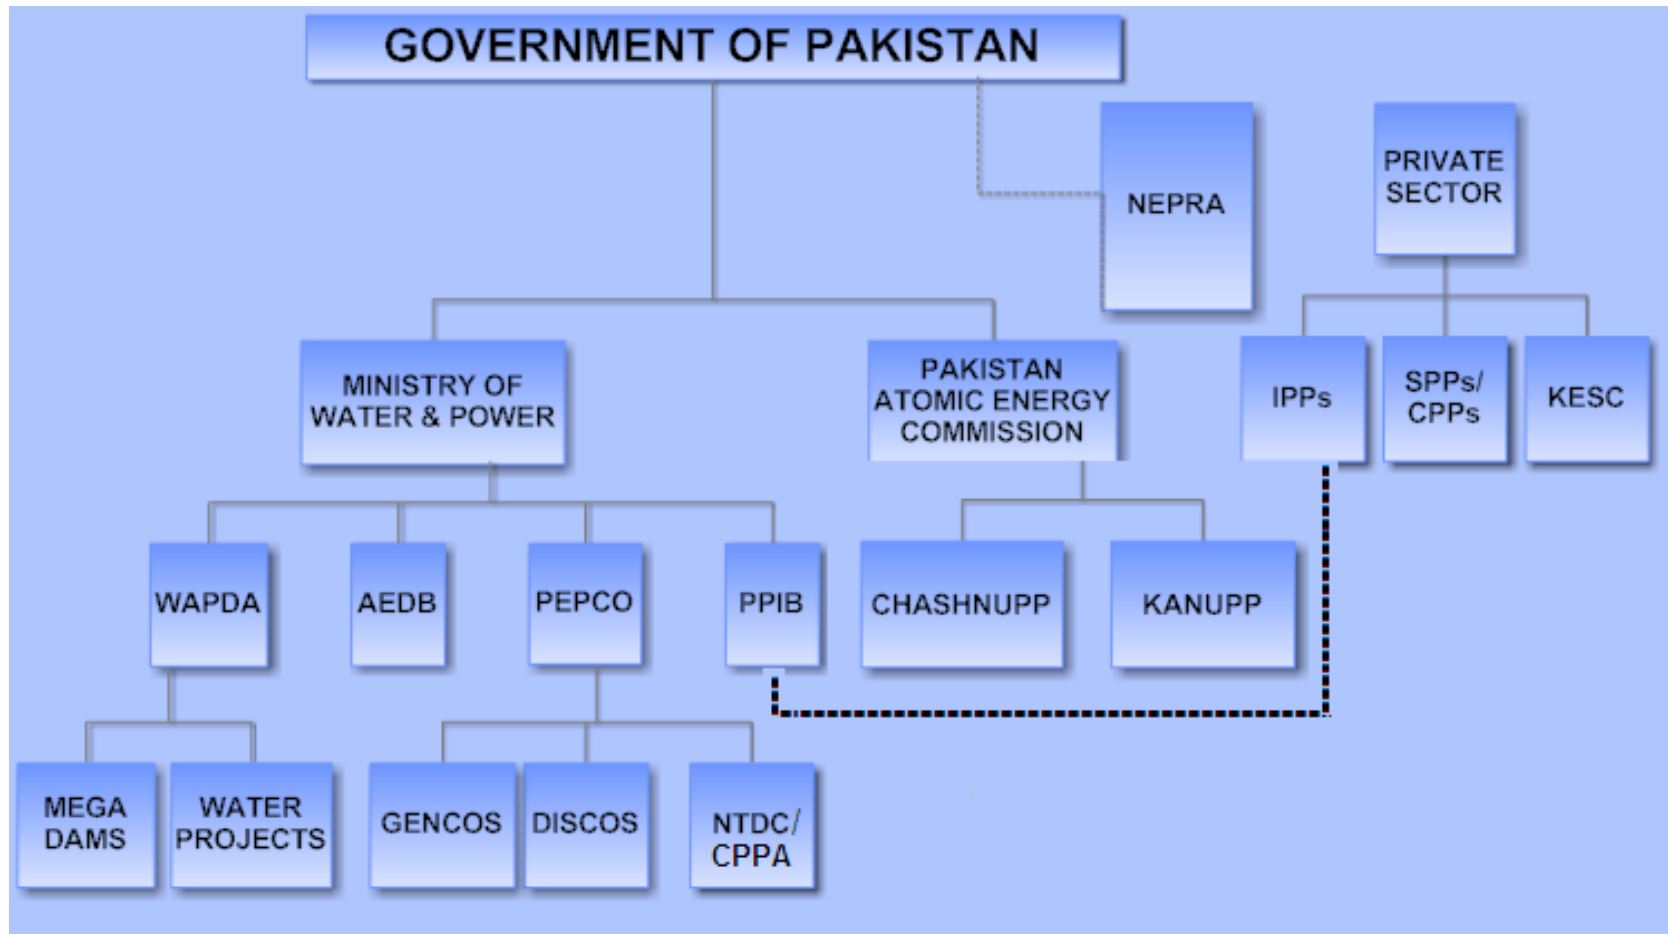 GOVERNMENT OF PAKISTAN
NEPRA
PRIVATE
SECTOR
MINISTRY OF
WATER & POWER
PAKISTAN
ATOMIC ENERGY
COMMISSION
IPPs
SPPs/
CPPs
KESC
WAPDA
AEDB
PEPCO
PPIB
CHASHNUPP
KANUPP
MEGA
DAMS
WATER
PROJECTS
GENCOS
DISCOS
NTDC/
CPPA